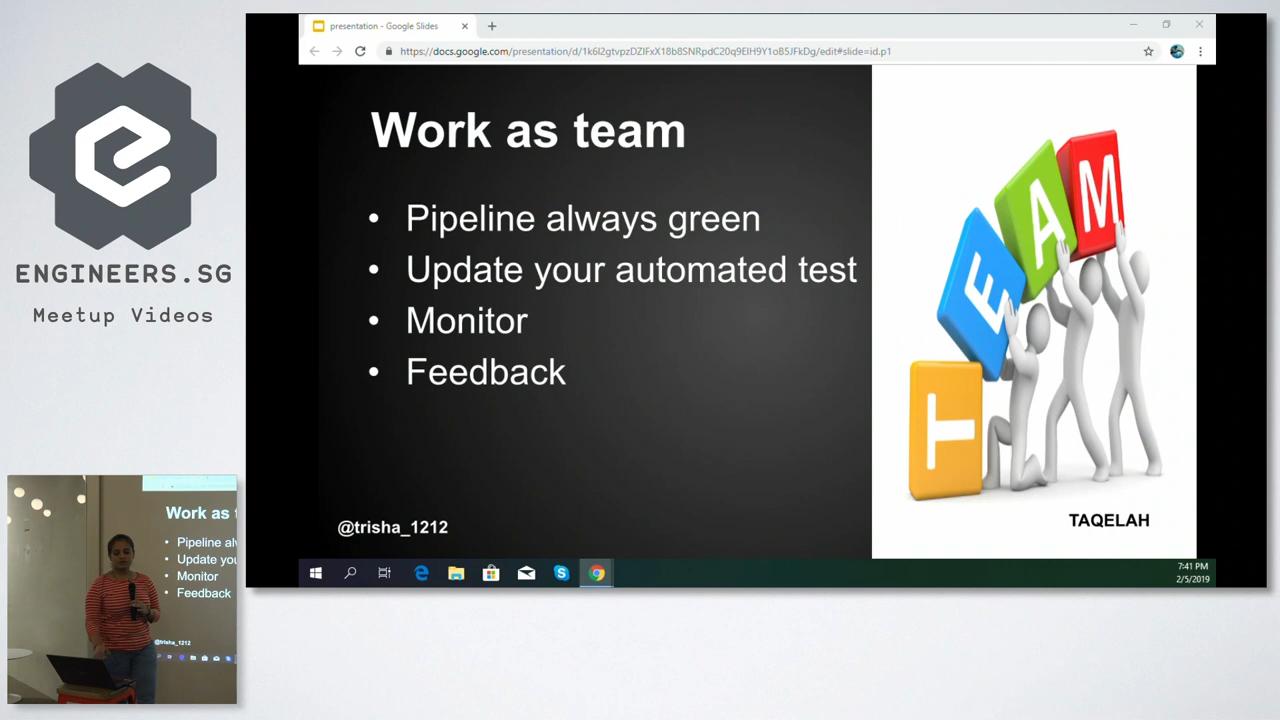 presentation - Google Slides
https://docs.google.com/presentation/d/1k6l2gtvpzDZIFxX18b8SNRpdC20q9EIH9Y1oB5JFkDg/edit#slide=id.p1
ENGINEERS.SG
Meetup Videos
Work as team
• Pipeline always green
• Update your automated test
• Monitor
• Feedback
TEAM
@trisha_1212
TAQELAH
7:41 PM
2/5/2019
Work as t
• Pipeline al
• Update you
• Monitor
• Feedback
@trisha_1212